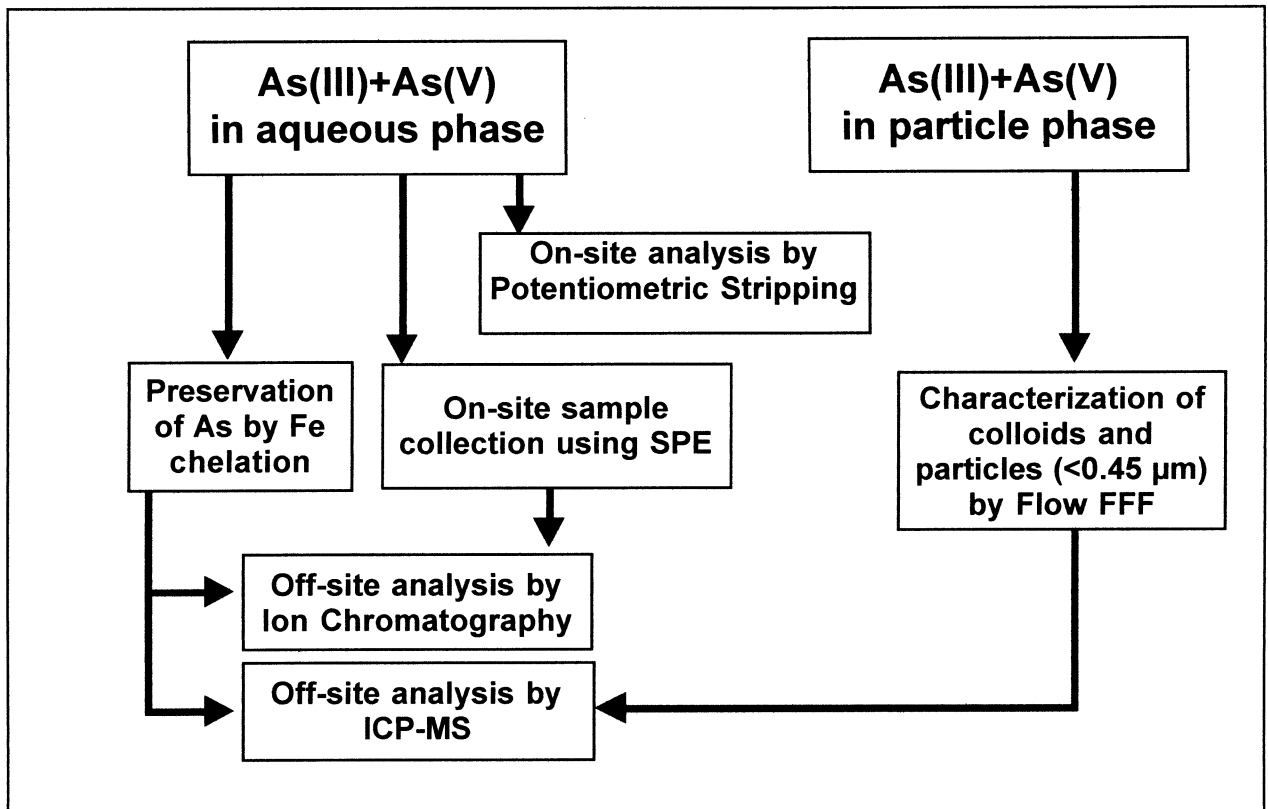 As(III)+As(V)
in aqueous phase
As(III)+As(V)
in particle phase
On-site analysis by
Potentiometric Stripping
Preservation
of As by Fe
chelation
On-site sample
collection using SPE
Characterization of
colloids and
particles (<0.45 µm)
by Flow FFF
Off-site analysis by
Ion Chromatography
Off-site analysis by
ICP-MS